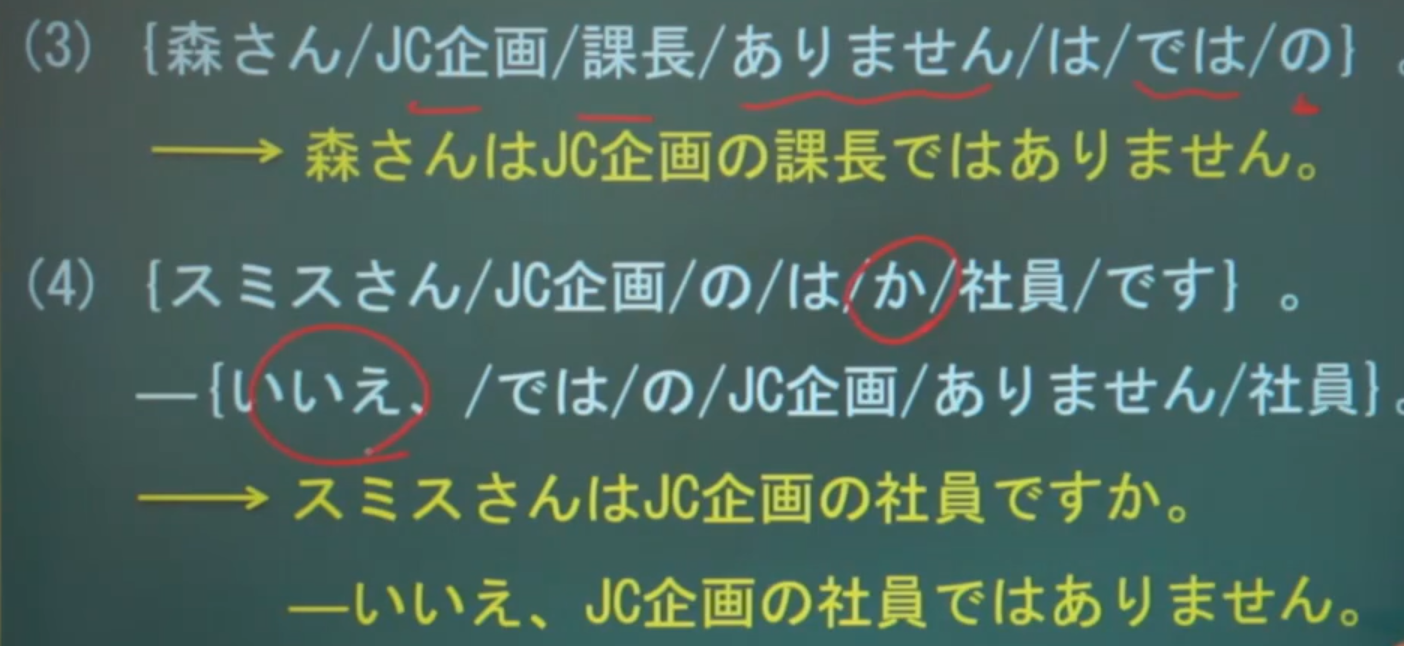 (3) {森さん/JC企画/課長/ありません/は/では/の} 。
→ 森さんはJC企画の課長ではありません。
(4) {スミスさん/JC企画/の/は/か/社員/です} 。
—{いいえ、 /では/の/JC企画/ありません/社員}。
→ スミスさんはJC企画の社員ですか。
—いいえ、JC企画の社員ではありません。